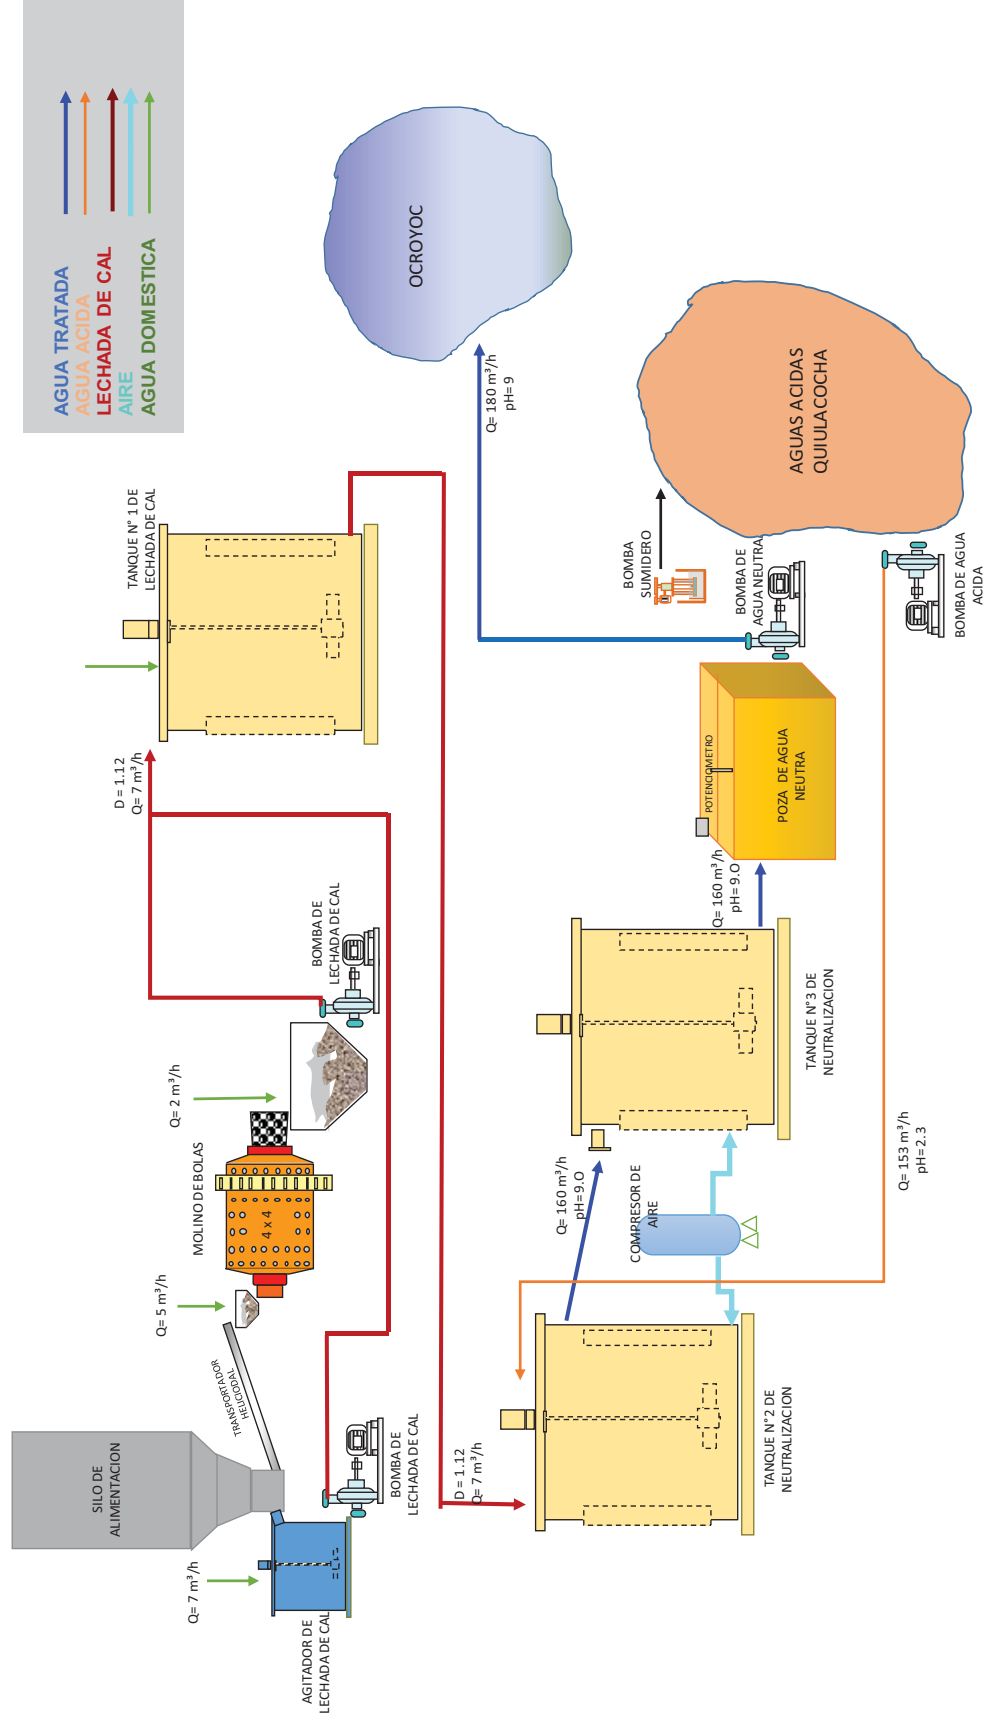 SILO DE
ALIMENTACION
Q= 7 m³/h
AGITADOR DE
LECHADA DE CAL
TRANSPORTADOR
HELICIODAL
BOMBA DE
LECHADA DE CAL
Q= 5 m³/h
MOLINO DE BOLAS
4 x 4
Q= 2 m³/h
BOMBA DE
LECHADA DE CAL
D = 1.12
Q= 7 m³/h
TANQUE N° 1 DE
LECHADA DE CAL
AGUA TRATADA
AGUA ACIDA
LECHADA DE CAL
AIRE
AGUA DOMESTICA
D = 1.12
Q= 7 m³/h
TANQUE N° 2 DE
NEUTRALIZACION
Q= 160 m³/h
pH= 9.O
COMPRESOR DE
AIRE
TANQUE N°3 DE
NEUTRALIZACION
Q= 160 m³/h
pH= 9.O
POTENCIOMETRO
POZA DE AGUA
NEUTRA
BOMBA
SUMIDERO
BOMBA DE
AGUA NEUTRA
Q= 180 m³/h
pH= 9
OCROYOC
AGUAS ACIDAS
QUIULACOCHA
BOMBA DE AGUA
ACIDA
Q= 153 m³/h
pH= 2.3